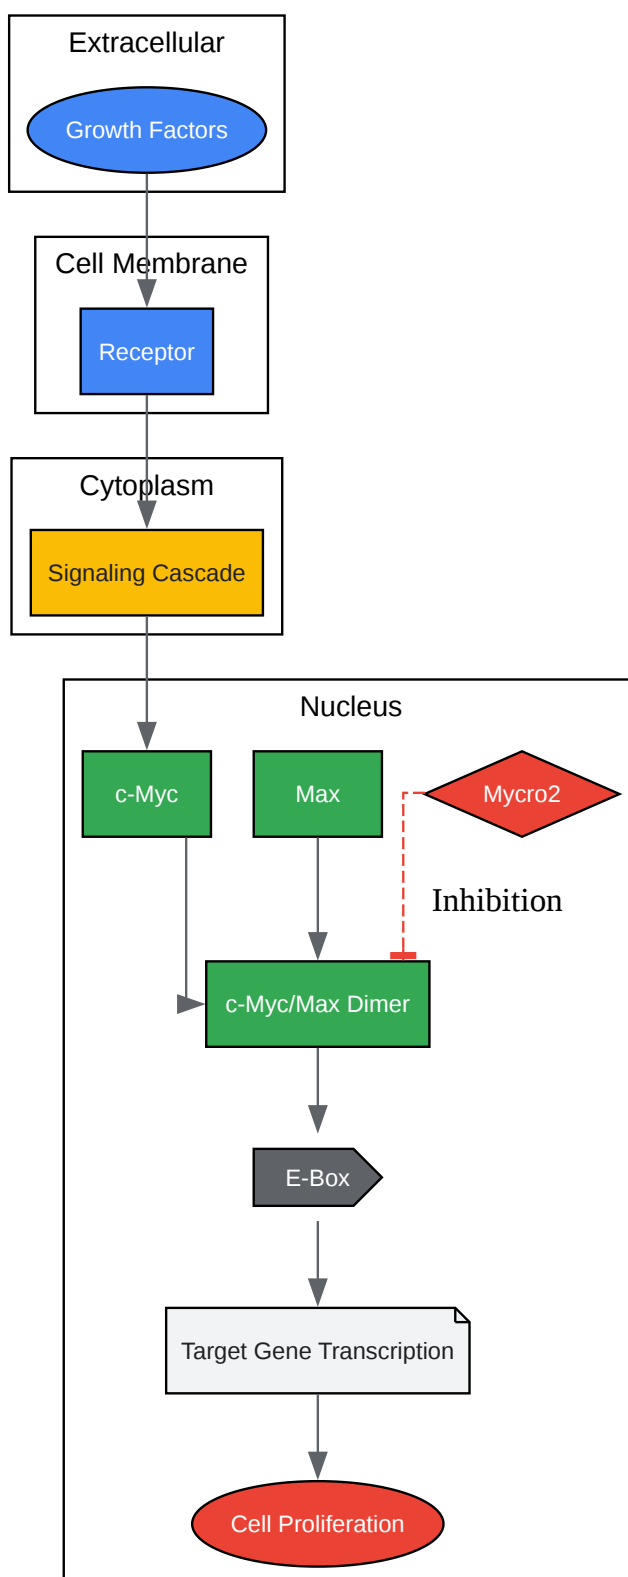 Extracellular
Growth Factors
Cell Membrane
Receptor
Cytoplasm
Signaling Cascade
Nucleus
c-Myc
Max
Mycro2
Inhibition
c-Myc/Max Dimer
E-Box
Target Gene Transcription
Cell Proliferation